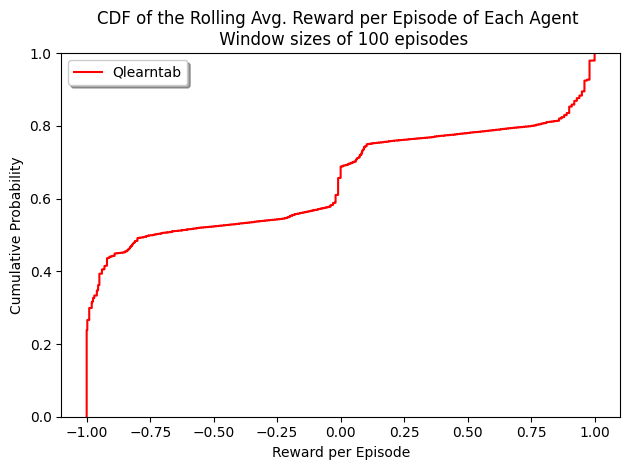 CDF of the Rolling Avg. Reward per Episode of Each Agent
Window sizes of 100 episodes
Qlearntab
1.0
0.8
0.6
0.4
0.2
0.0
Cumulative Probability
−1.00 −0.75 −0.50 −0.25 0.00 0.25 0.50 0.75 1.00
Reward per Episode